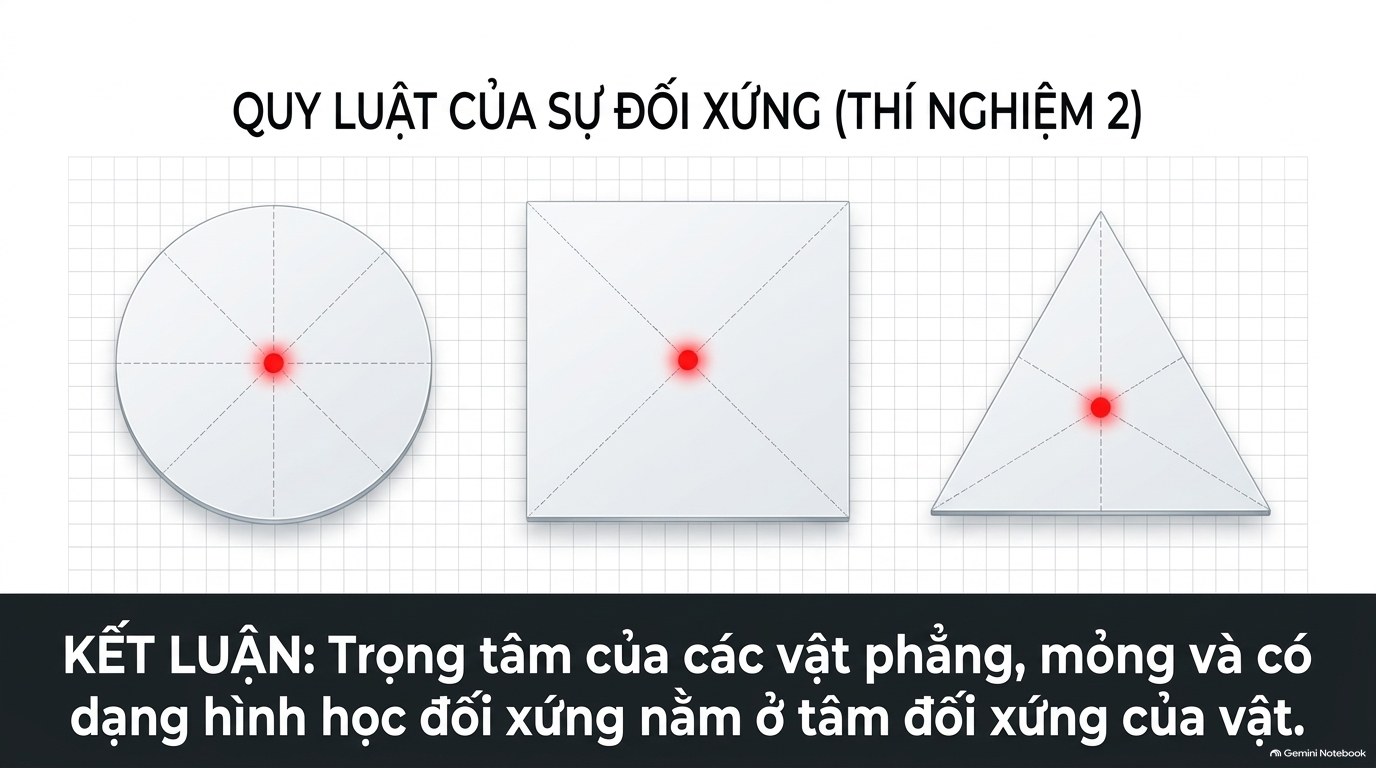 QUY LUẬT CỦA SỰ ĐỐI XỨNG (THÍ NGHIỆM 2)
KẾT LUẬN: Trọng tâm của các vật phẳng, mỏng và có
dạng hình học đối xứng nằm ở tâm đối xứng của vật.
Gemini Notebook